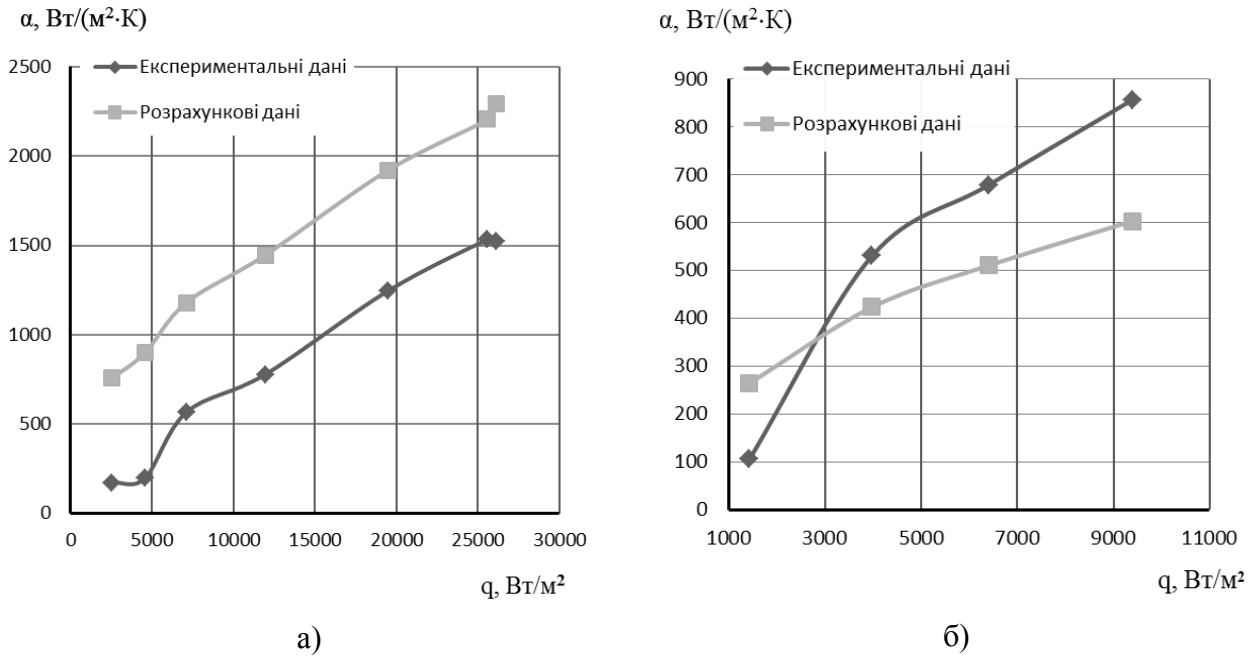 α, Вт/(м²·К)
Експериментальні дані
Розрахункові дані
2500
2000
1500
1000
500
0
0 5000 10000 15000 20000 25000 30000
q, Вт/м²
а)
α, Вт/(м²·К)
Експериментальні дані
Розрахункові дані
900
800
700
600
500
400
300
200
100
0
1000 3000 5000 7000 9000 11000
q, Вт/м²
б)